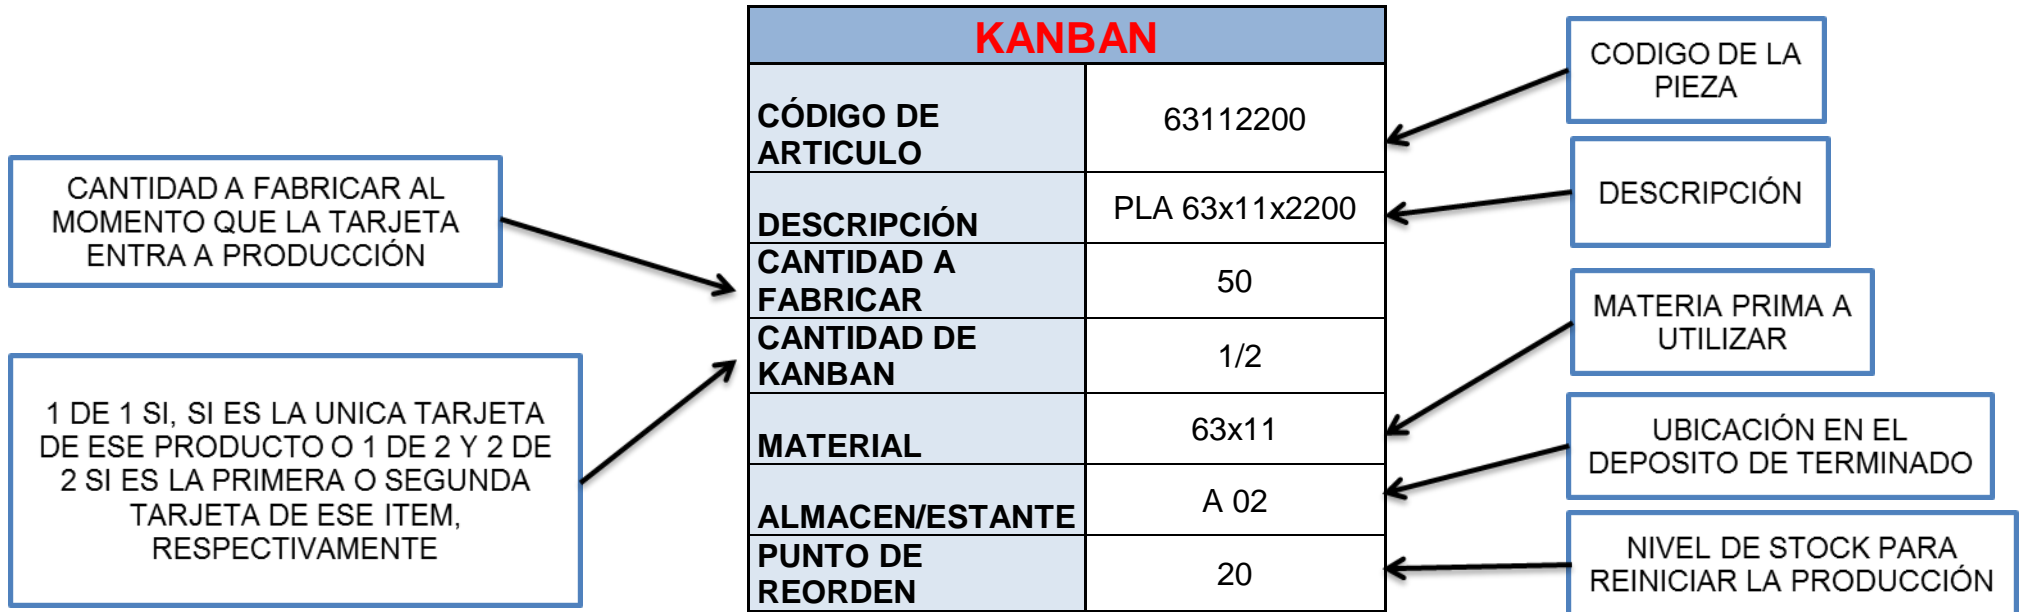 KANBAN
CÓDIGO DE
ARTICULO
63112200
DESCRIPCIÓN
PLA 63x11x2200
CANTIDAD A
FABRICAR
50
CANTIDAD DE
KANBAN
1/2
MATERIAL
63x11
ALMACEN/ESTANTE
A 02
PUNTO DE
REORDEN
20
CANTIDAD A FABRICAR AL
MOMENTO QUE LA TARJETA
ENTRA A PRODUCCIÓN
1 DE 1 SI, SI ES LA UNICA TARJETA
DE ESE PRODUCTO O 1 DE 2 Y 2 DE
2 SI ES LA PRIMERA O SEGUNDA
TARJETA DE ESE ITEM,
RESPECTIVAMENTE
CODIGO DE LA
PIEZA
DESCRIPCIÓN
MATERIA PRIMA A
UTILIZAR
UBICACIÓN EN EL
DEPOSITO DE TERMINADO
NIVEL DE STOCK PARA
REINICIAR LA PRODUCCIÓN